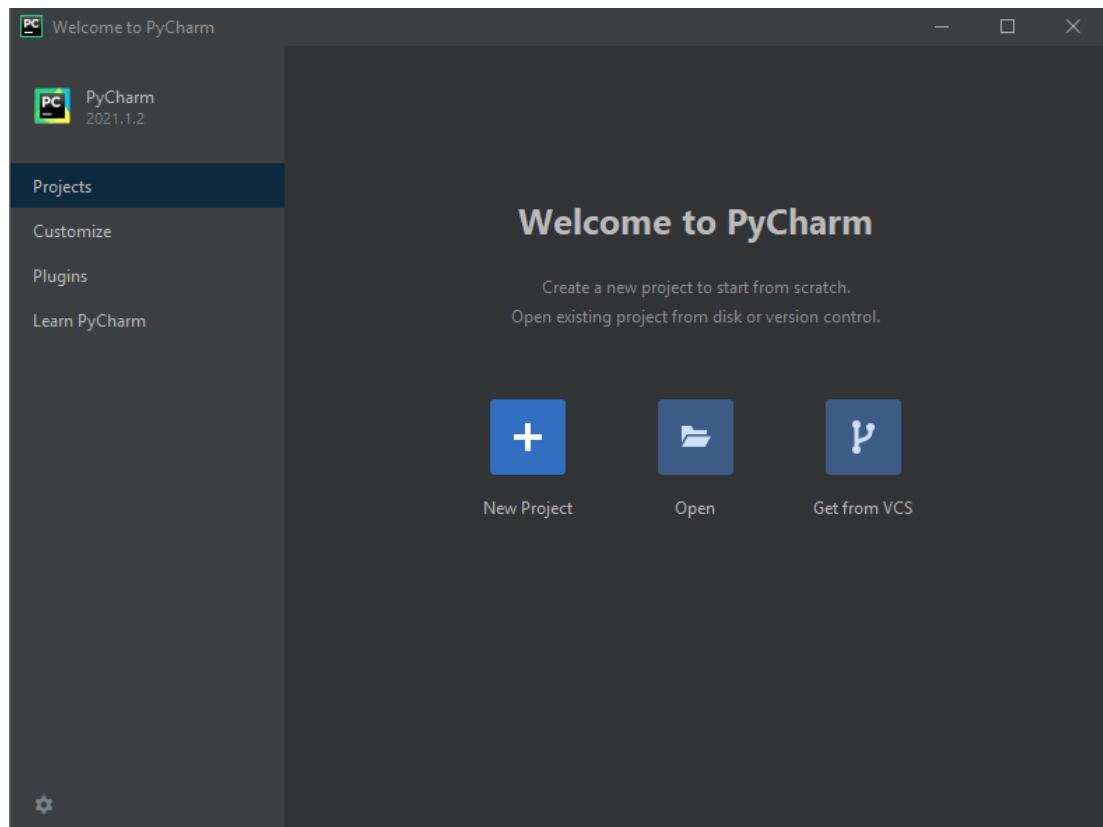 PC Welcome to PyCharm
PC PyCharm
2021.1.2
Projects
Customize
Plugins
Learn PyCharm
Welcome to PyCharm
Create a new project to start from scratch.
Open existing project from disk or version control.
New Project Open Get from VCS